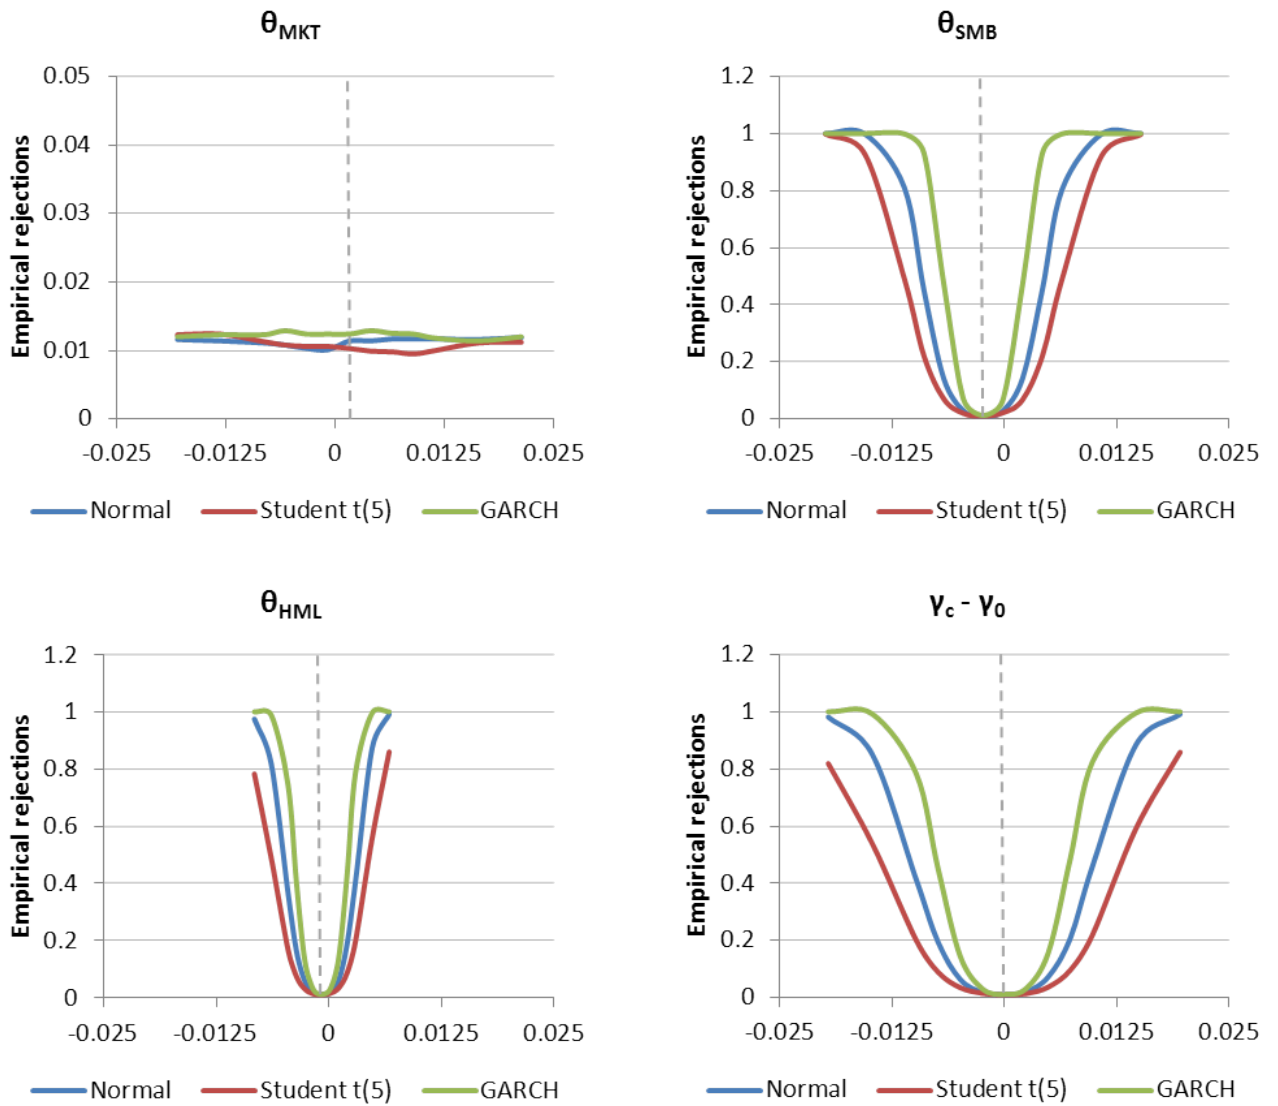 θMKT
Empirical rejections
0.05
0.04
0.03
0.02
0.01
0
-0.025 -0.0125 0 0.0125 0.025
Normal Student t(5) GARCH
θSMB
Empirical rejections
1.2
1
0.8
0.6
0.4
0.2
0
-0.025 -0.0125 0 0.0125 0.025
Normal Student t(5) GARCH
θHML
Empirical rejections
1.2
1
0.8
0.6
0.4
0.2
0
-0.025 -0.0125 0 0.0125 0.025
Normal Student t(5) GARCH
γc - γ0
Empirical rejections
1.2
1
0.8
0.6
0.4
0.2
0
-0.025 -0.0125 0 0.0125 0.025
Normal Student t(5) GARCH